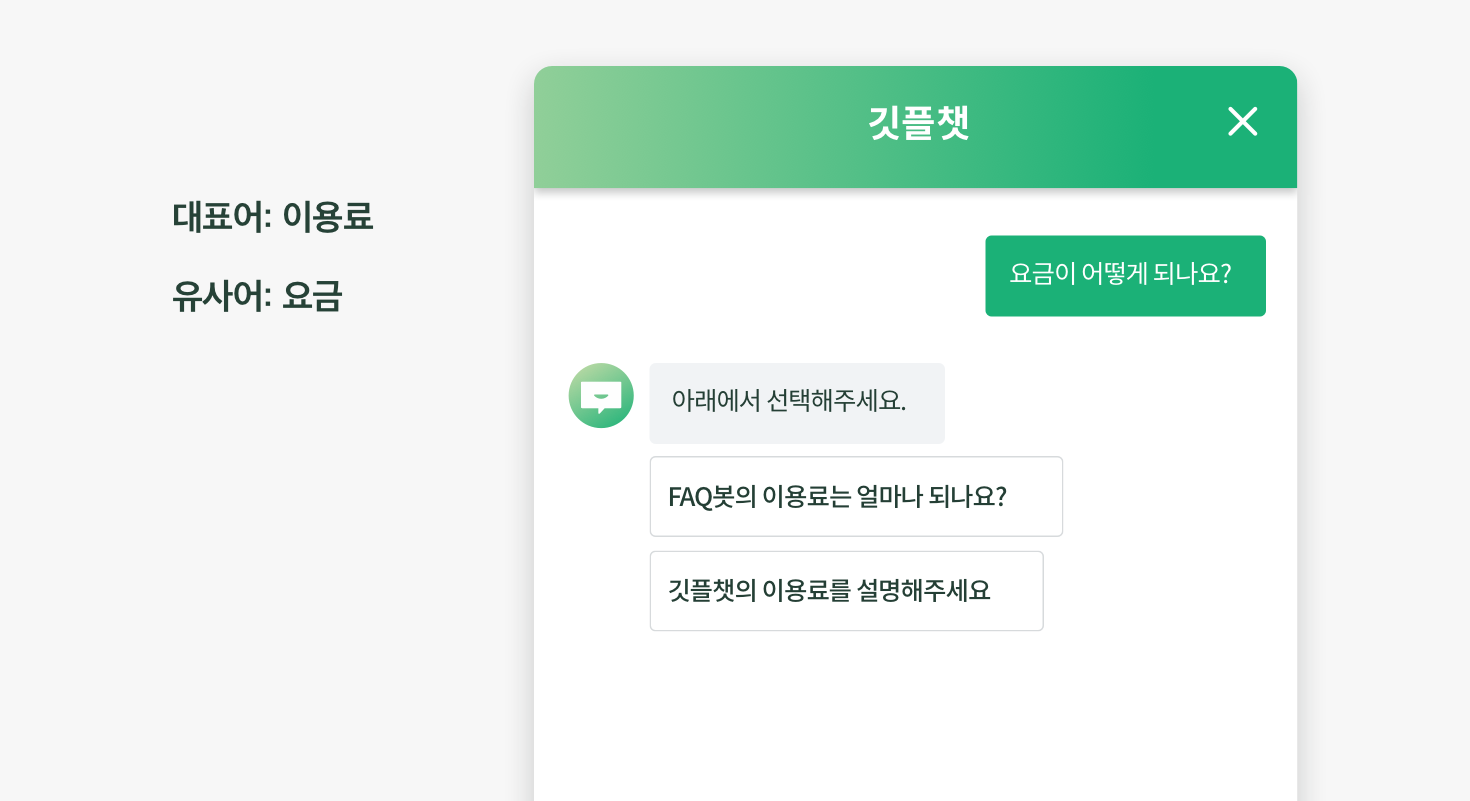 대표어: 이용료
유사어: 요금
깃플챗
요금이 어떻게 되나요?
아래에서 선택해주세요.
FAQ봇의 이용료는 얼마나 되나요?
깃플챗의 이용료를 설명해주세요